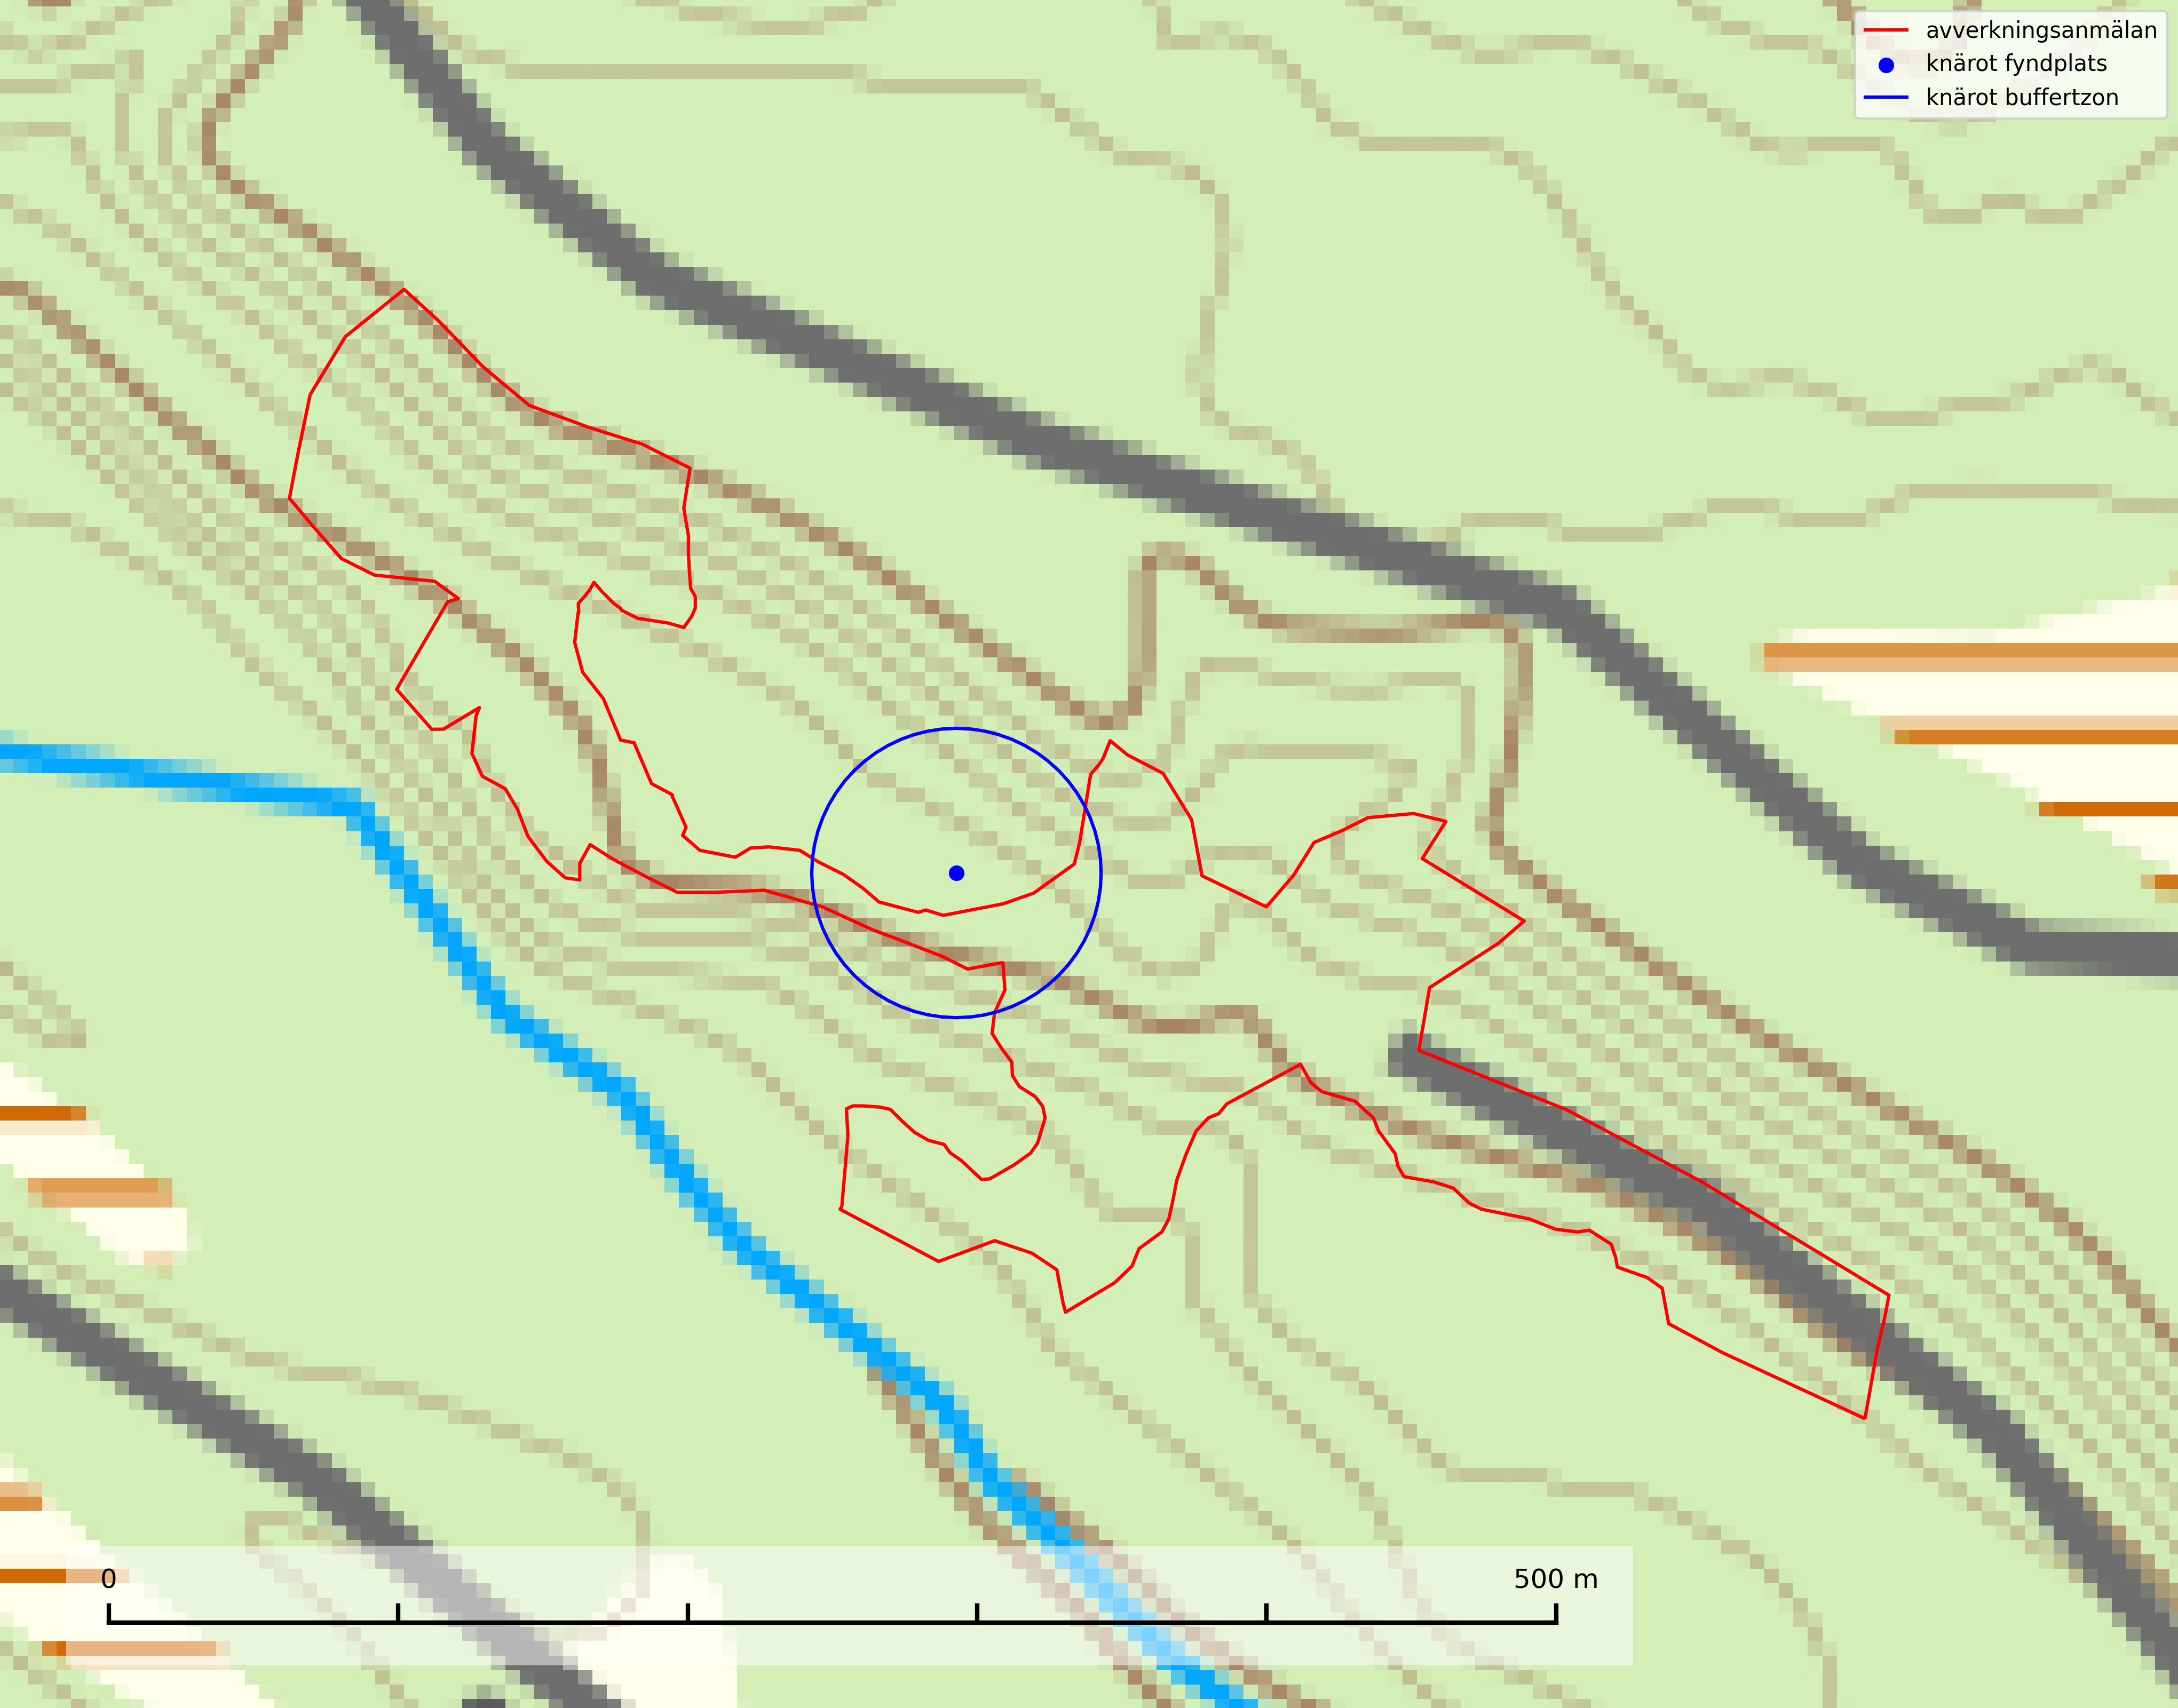 avverkningsanmälan
knärot fyndplats
knärot buffertzon
0
500 m